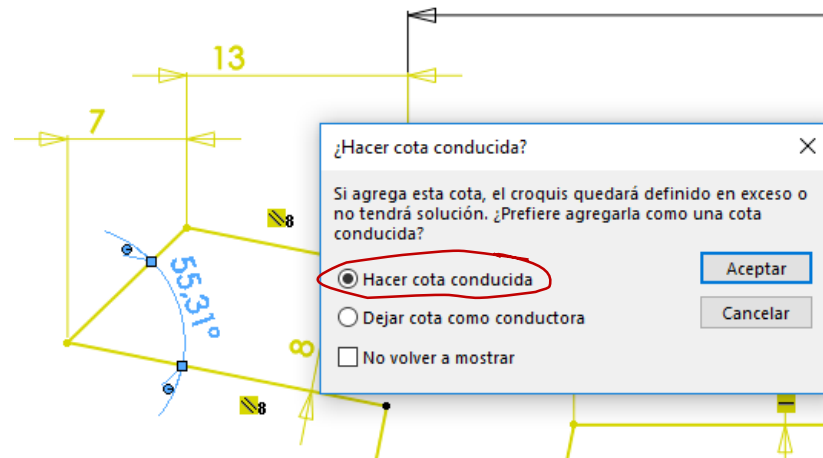 13
7
8
55,31°
8
8
¿Hacer cota conducida?
Si agrega esta cota, el croquis quedará definido en exceso o
no tendrá solución. ¿Prefiere agregarla como una cota
conducida?
Hacer cota conducida
Aceptar
Dejar cota como conductora
Cancelar
No volver a mostrar